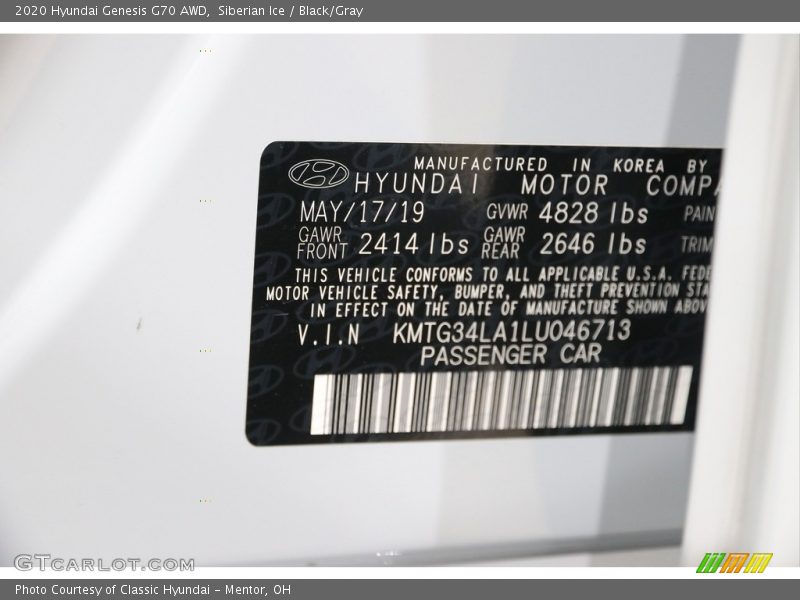 2020 Hyundai Genesis G70 AWD, Siberian Ice / Black/Gray
MANUFACTURED IN KOREA BY
HYUNDAI MOTOR COMPA
MAY/17/19 GVWR 4828 lbs PAIN
GAWR FRONT 2414 lbs GAWR REAR 2646 lbs TRIM
THIS VEHICLE CONFORMS TO ALL APPLICABLE U.S.A. FEDE
MOTOR VEHICLE SAFETY, BUMPER, AND THEFT PREVENTION STA
IN EFFECT ON THE DATE OF MANUFACTURE SHOWN ABOV
V.I.N KMTG34LA1LU046713
PASSENGER CAR
GTCARLOT.COM
Photo Courtesy of Classic Hyundai - Mentor, OH